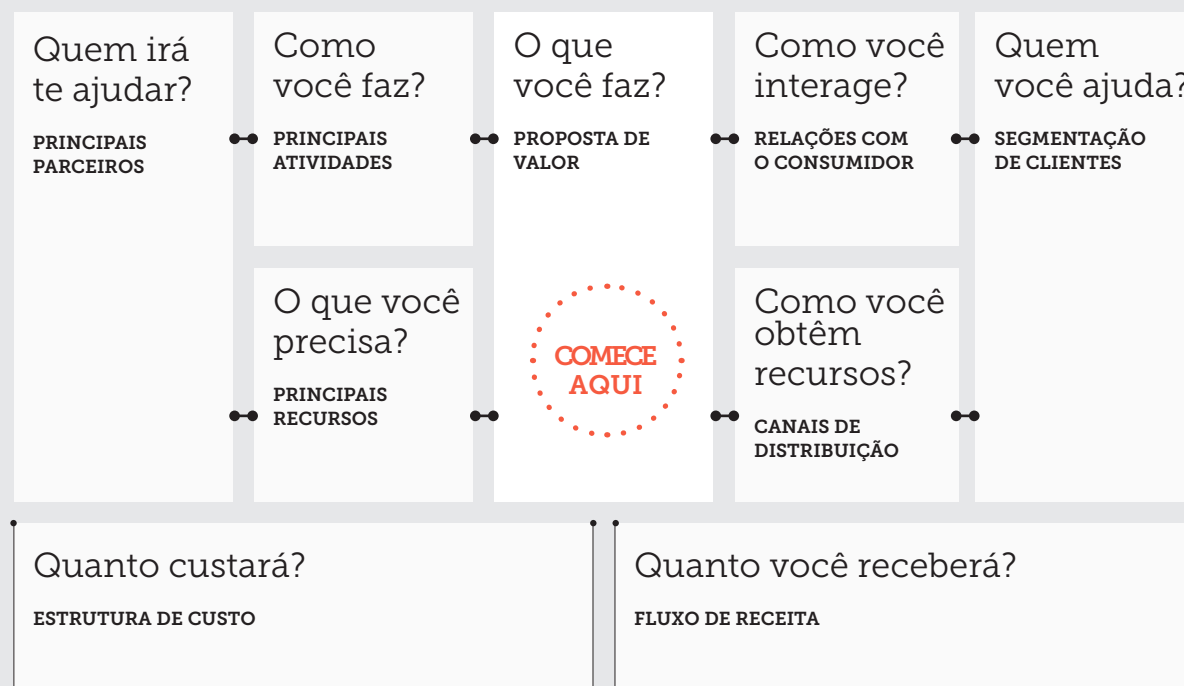 Quem irá
te ajudar?
PRINCIPAIS
PARCEIROS
Como
você faz?
PRINCIPAIS
ATIVIDADES
O que você
precisa?
PRINCIPAIS
RECURSOS
O que
você faz?
PROPOSTA DE
VALOR
COMECE
AQUI
Como você
interage?
RELAÇÕES COM
O CONSUMIDOR
Como você
obtêm
recursos?
CANAIS DE
DISTRIBUIÇÃO
Quem
você ajuda?
SEGMENTAÇÃO
DE CLIENTES
Quanto custará?
ESTRUTURA DE CUSTO
Quanto você receberá?
FLUXO DE RECEITA